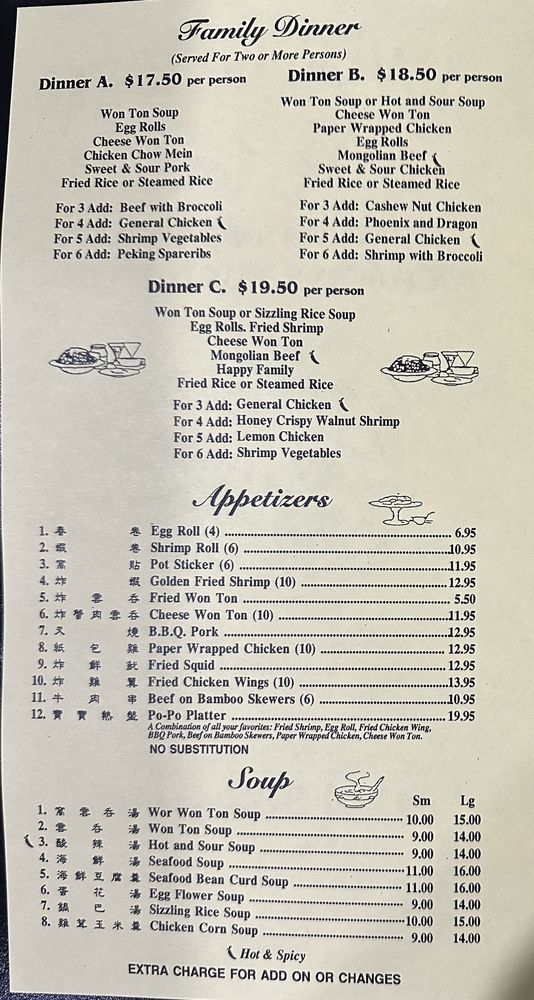 Family Dinner
(Served For Two or More Persons)
Dinner A. $17.50 per person
Won Ton Soup
Egg Rolls
Cheese Won Ton
Chicken Chow Mein
Sweet & Sour Pork
Fried Rice or Steamed Rice
For 3 Add: Beef with Broccoli
For 4 Add: General Chicken
For 5 Add: Shrimp Vegetables
For 6 Add: Peking Spareribs
Dinner B. $18.50 per person
Won Ton Soup or Hot and Sour Soup
Cheese Won Ton
Paper Wrapped Chicken
Egg Rolls
Mongolian Beef
Sweet & Sour Chicken
Fried Rice or Steamed Rice
For 3 Add: Cashew Nut Chicken
For 4 Add: Phoenix and Dragon
For 5 Add: General Chicken
For 6 Add: Shrimp with Broccoli
Dinner C. $19.50 per person
Won Ton Soup or Sizzling Rice Soup
Egg Rolls. Fried Shrimp
Cheese Won Ton
Mongolian Beef
Happy Family
Fried Rice or Steamed Rice
For 3 Add: General Chicken
For 4 Add: Honey Crispy Walnut Shrimp
For 5 Add: Lemon Chicken
For 6 Add: Shrimp Vegetables
Appetizers
1. 春卷 Egg Roll (4) 6.95
2. 蝦卷 Shrimp Roll (6) 10.95
3. 窩貼 Pot Sticker (6) 11.95
4. 炸蝦 Golden Fried Shrimp (10) 12.95
5. 炸雲吞 Fried Won Ton 5.50
6. 炸蟹肉雲吞 Cheese Won Ton (10) 11.95
7. 叉燒 B.B.Q. Pork 12.95
8. 紙包雞 Paper Wrapped Chicken (10) 12.95
9. 炸鮮魷 Fried Squid 12.95
10. 炸雞翼 Fried Chicken Wings (10) 13.95
11. 牛肉串 Beef on Bamboo Skewers (6) 10.95
12. 寶寶熱盤 Po-Po Platter 19.95
A Combination of all your favorites: Fried Shrimp, Egg Roll, Fried Chicken Wing,
BBQ Pork, Beef on Bamboo Skewers, Paper Wrapped Chicken, Cheese Won Ton.
NO SUBSTITUTION
Soup
Sm Lg
1. 窩雲吞湯 Wor Won Ton Soup 10.00 15.00
2. 雲吞湯 Won Ton Soup 9.00 14.00
3. 酸辣湯 Hot and Sour Soup 9.00 14.00
4. 海鮮湯 Seafood Soup 11.00 16.00
5. 海鮮豆腐羹 Seafood Bean Curd Soup 11.00 16.00
6. 蛋花湯 Egg Flower Soup 9.00 14.00
7. 鍋巴湯 Sizzling Rice Soup 10.00 15.00
8. 雞茸玉米羹 Chicken Corn Soup 9.00 14.00
Hot & Spicy
EXTRA CHARGE FOR ADD ON OR CHANGES